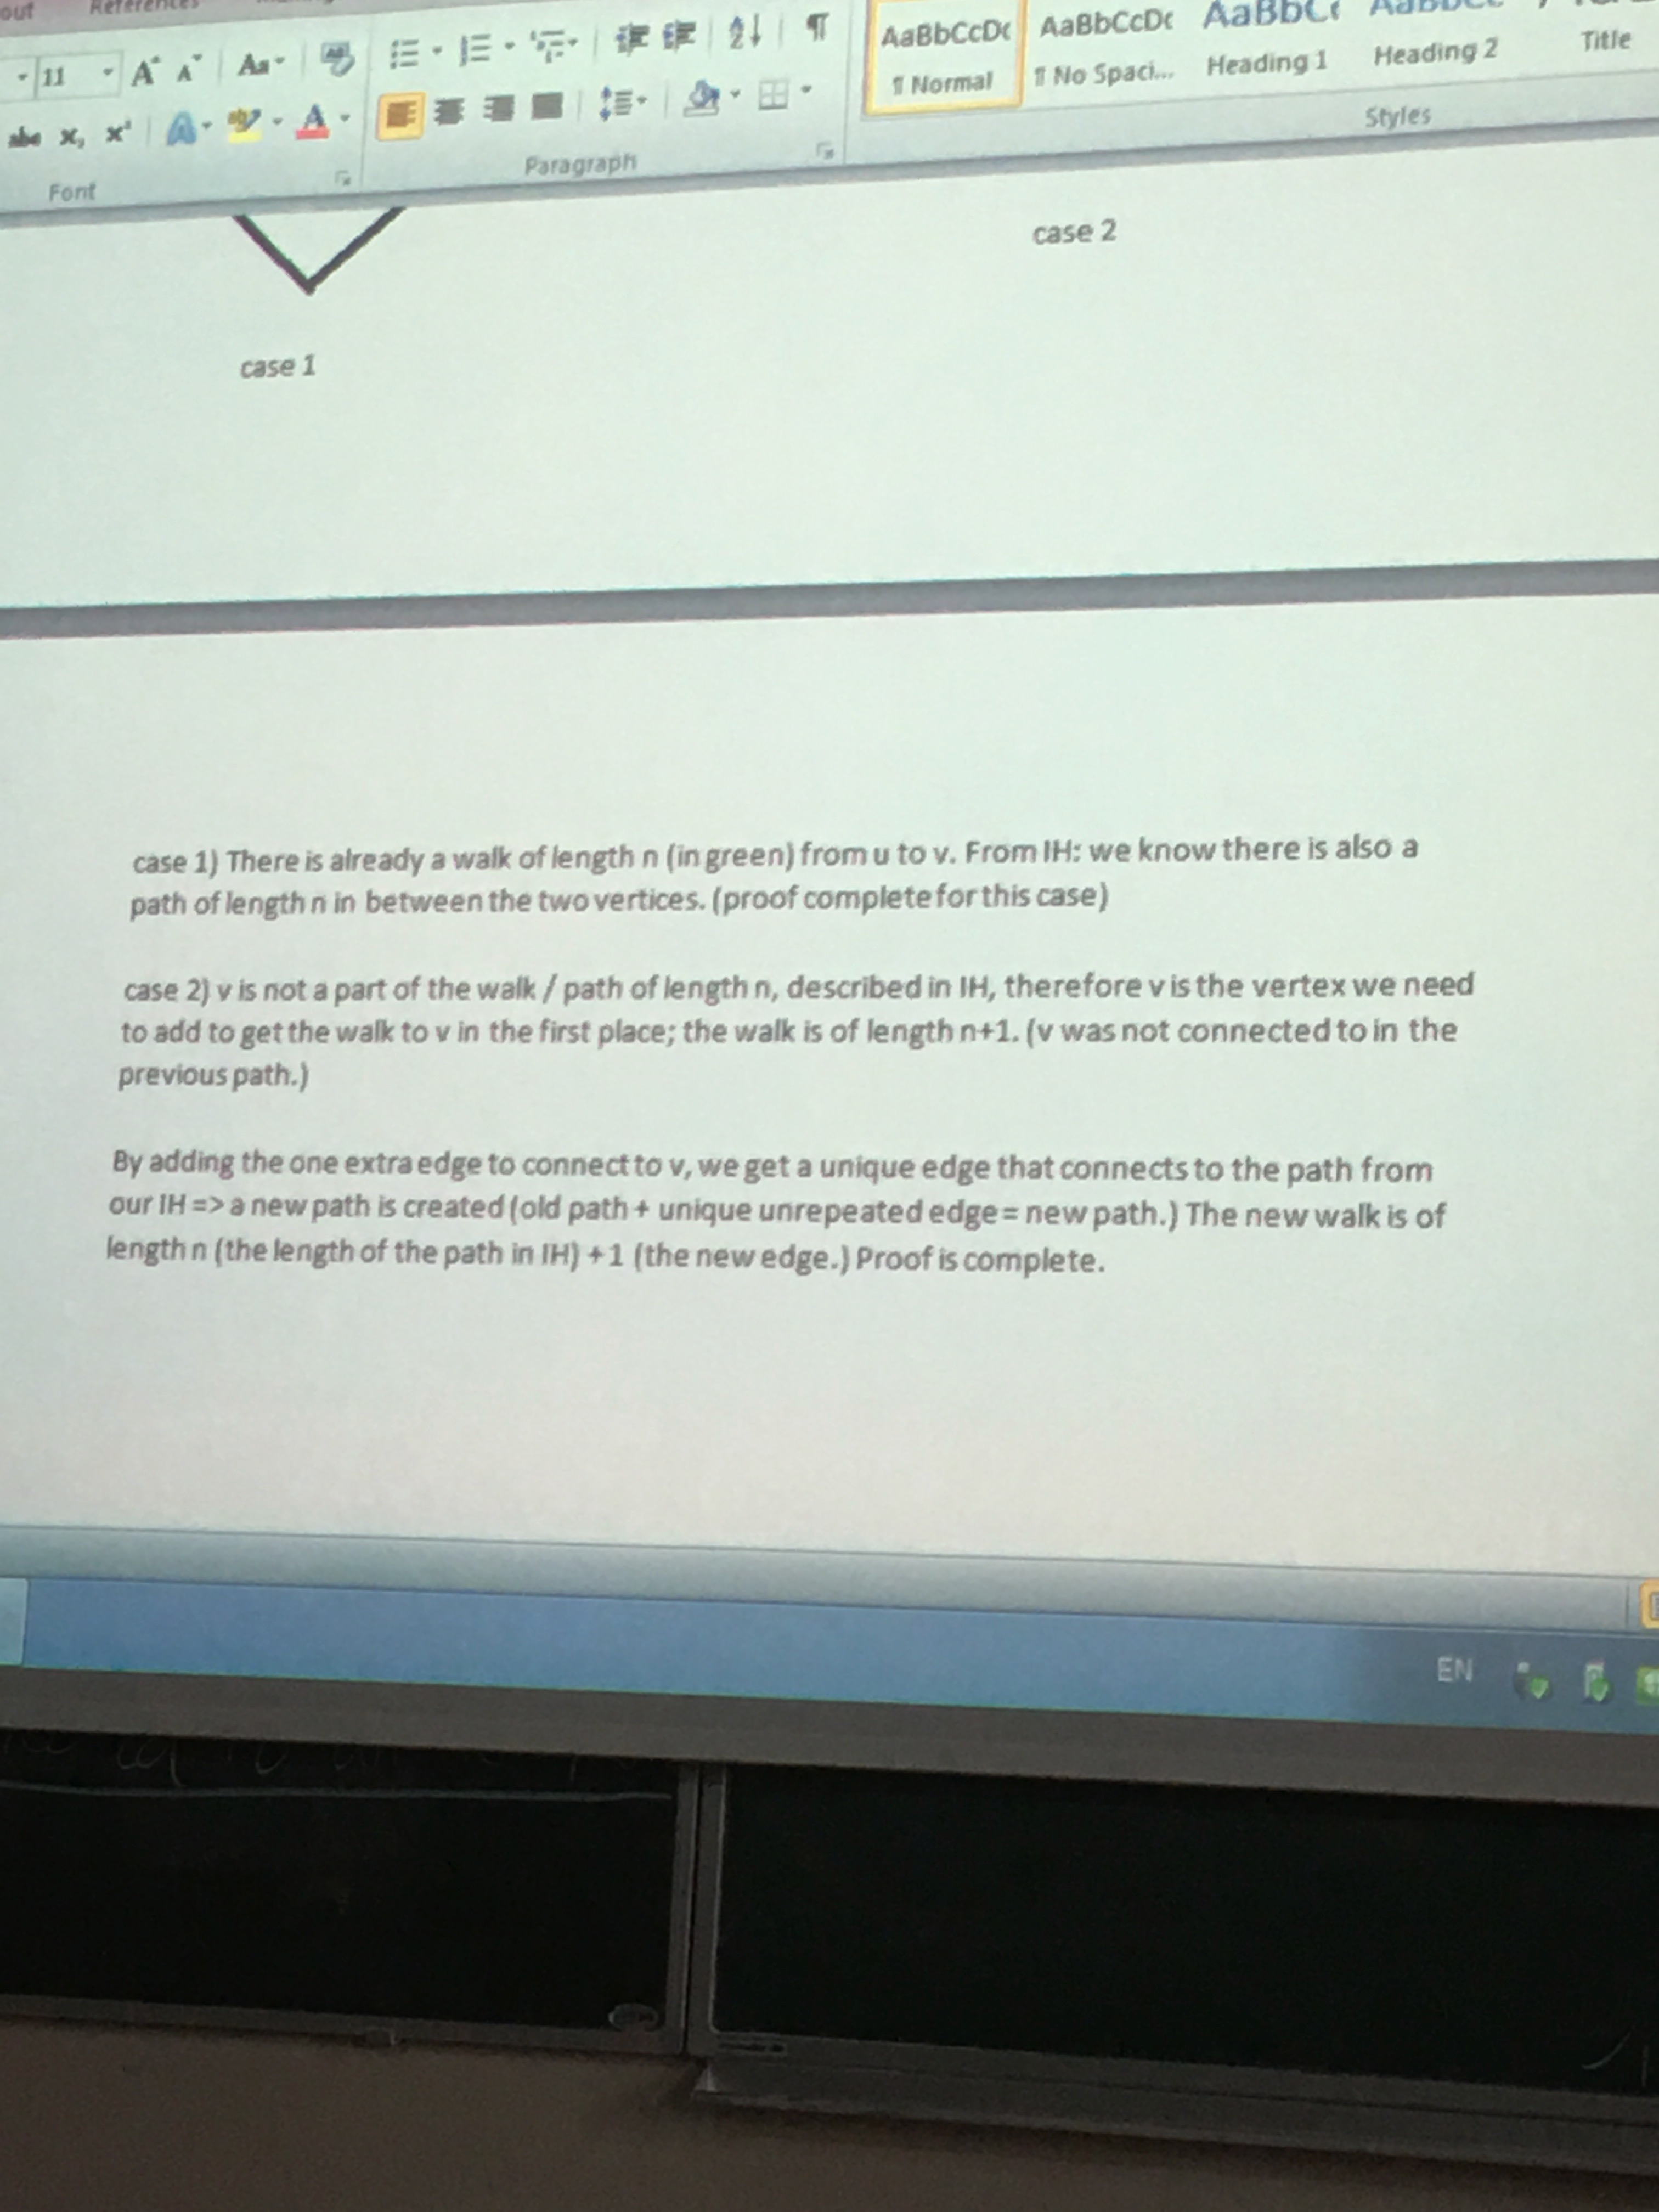 out References
11 A A Aa
AaBbCcDc AaBbCcDc AaBbC AaBbCc
¶ Normal ¶ No Spaci... Heading 1 Heading 2 Title
abc x₂ x² A ab A
Font Paragraph Styles
case 2
case 1
case 1) There is already a walk of length n (in green) from u to v. From IH: we know there is also a
path of length n in between the two vertices. (proof complete for this case)
case 2) v is not a part of the walk / path of length n, described in IH, therefore v is the vertex we need
to add to get the walk to v in the first place; the walk is of length n+1. (v was not connected to in the
previous path.)
By adding the one extra edge to connect to v, we get a unique edge that connects to the path from
our IH => a new path is created (old path + unique unrepeated edge= new path.) The new walk is of
length n (the length of the path in IH) +1 (the new edge.) Proof is complete.
EN